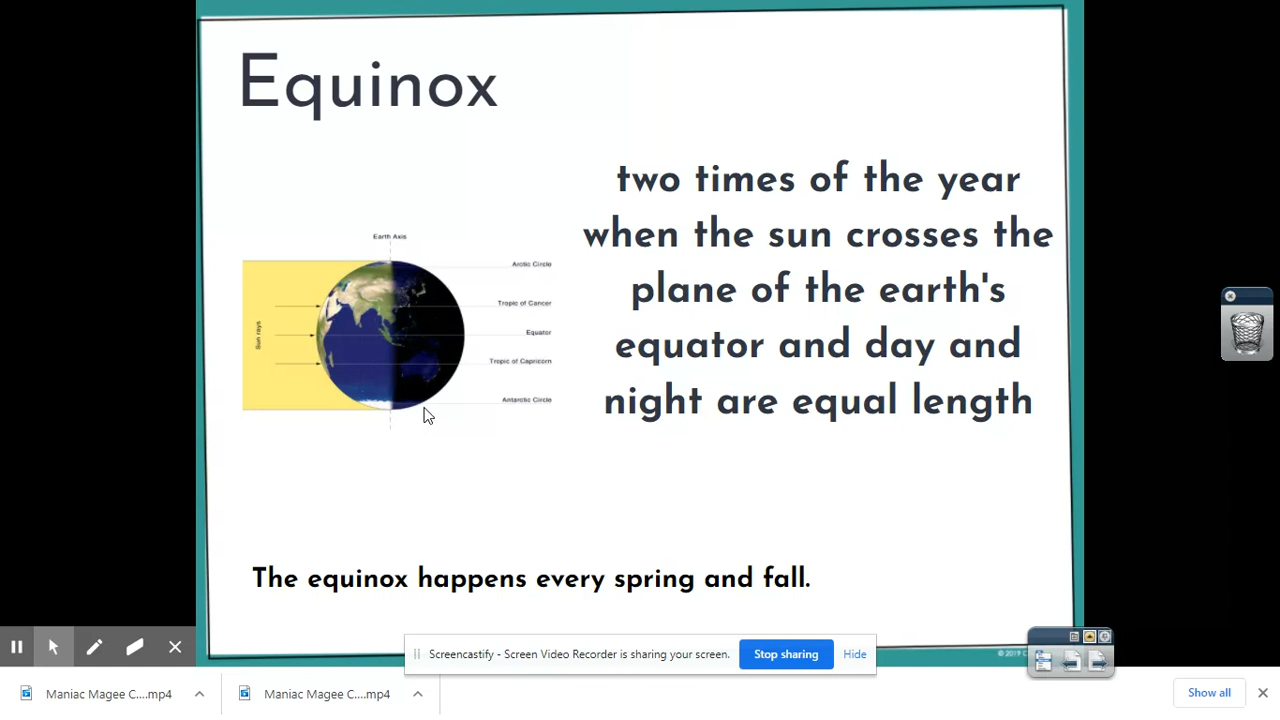 Equinox
two times of the year
when the sun crosses the
plane of the earth's
equator and day and
night are equal length
Earth Axis
Arctic Circle
Tropic of Cancer
Sun rays
Equator
Tropic of Capricorn
Antarctic Circle
The equinox happens every spring and fall.
Screencastify - Screen Video Recorder is sharing your screen.
Stop sharing
Hide
© 2019 C
Maniac Magee C....mp4
Maniac Magee C....mp4
Show all